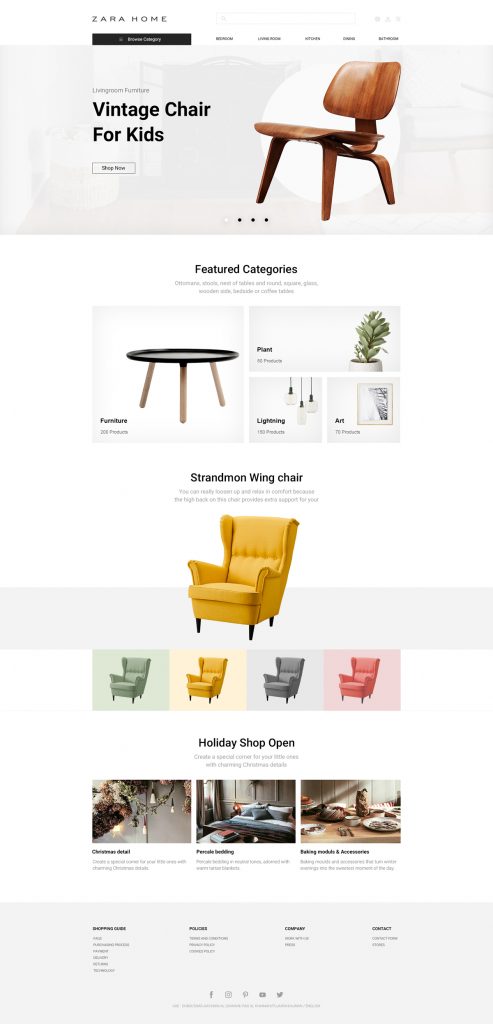 ZARA HOME
Browse Category
BEDROOM
LIVING ROOM
KITCHEN
DINING
BATHROOM
Livingroom Furniture
Vintage Chair
For Kids
Shop Now
Featured Categories
Ottomans, stools, nest of tables and round, square, glass,
wooden side, bedside or coffee tables
Furniture
200 Products
Plant
50 Products
Lightning
150 Products
Art
70 Products
Strandmon Wing chair
You can really loosen up and relax in comfort because
the high back on this chair provides extra support for your
Holiday Shop Open
Create a special corner for your little ones
with charming Christmas details
Christmas detail
Create a special corner for your little ones with
charming Christmas details.
Percale bedding
Percale bedding in neutral tones, adorned with
warm tartan blankets.
Baking moduls & Accessories
Baking moulds and accessories that turn winter
evenings into the sweetest moment of the day.
SHOPPING GUIDE
FAQS
PURCHASING PROCESS
PAYMENT
DELIVERY
RETURNS
TECHNOLOGY
POLICIES
TERMS AND CONDITIONS
PRIVACY POLICY
COOKIES POLICY
COMPANY
WORK WITH US
PRESS
CONTACT
CONTACT FORM
STORES